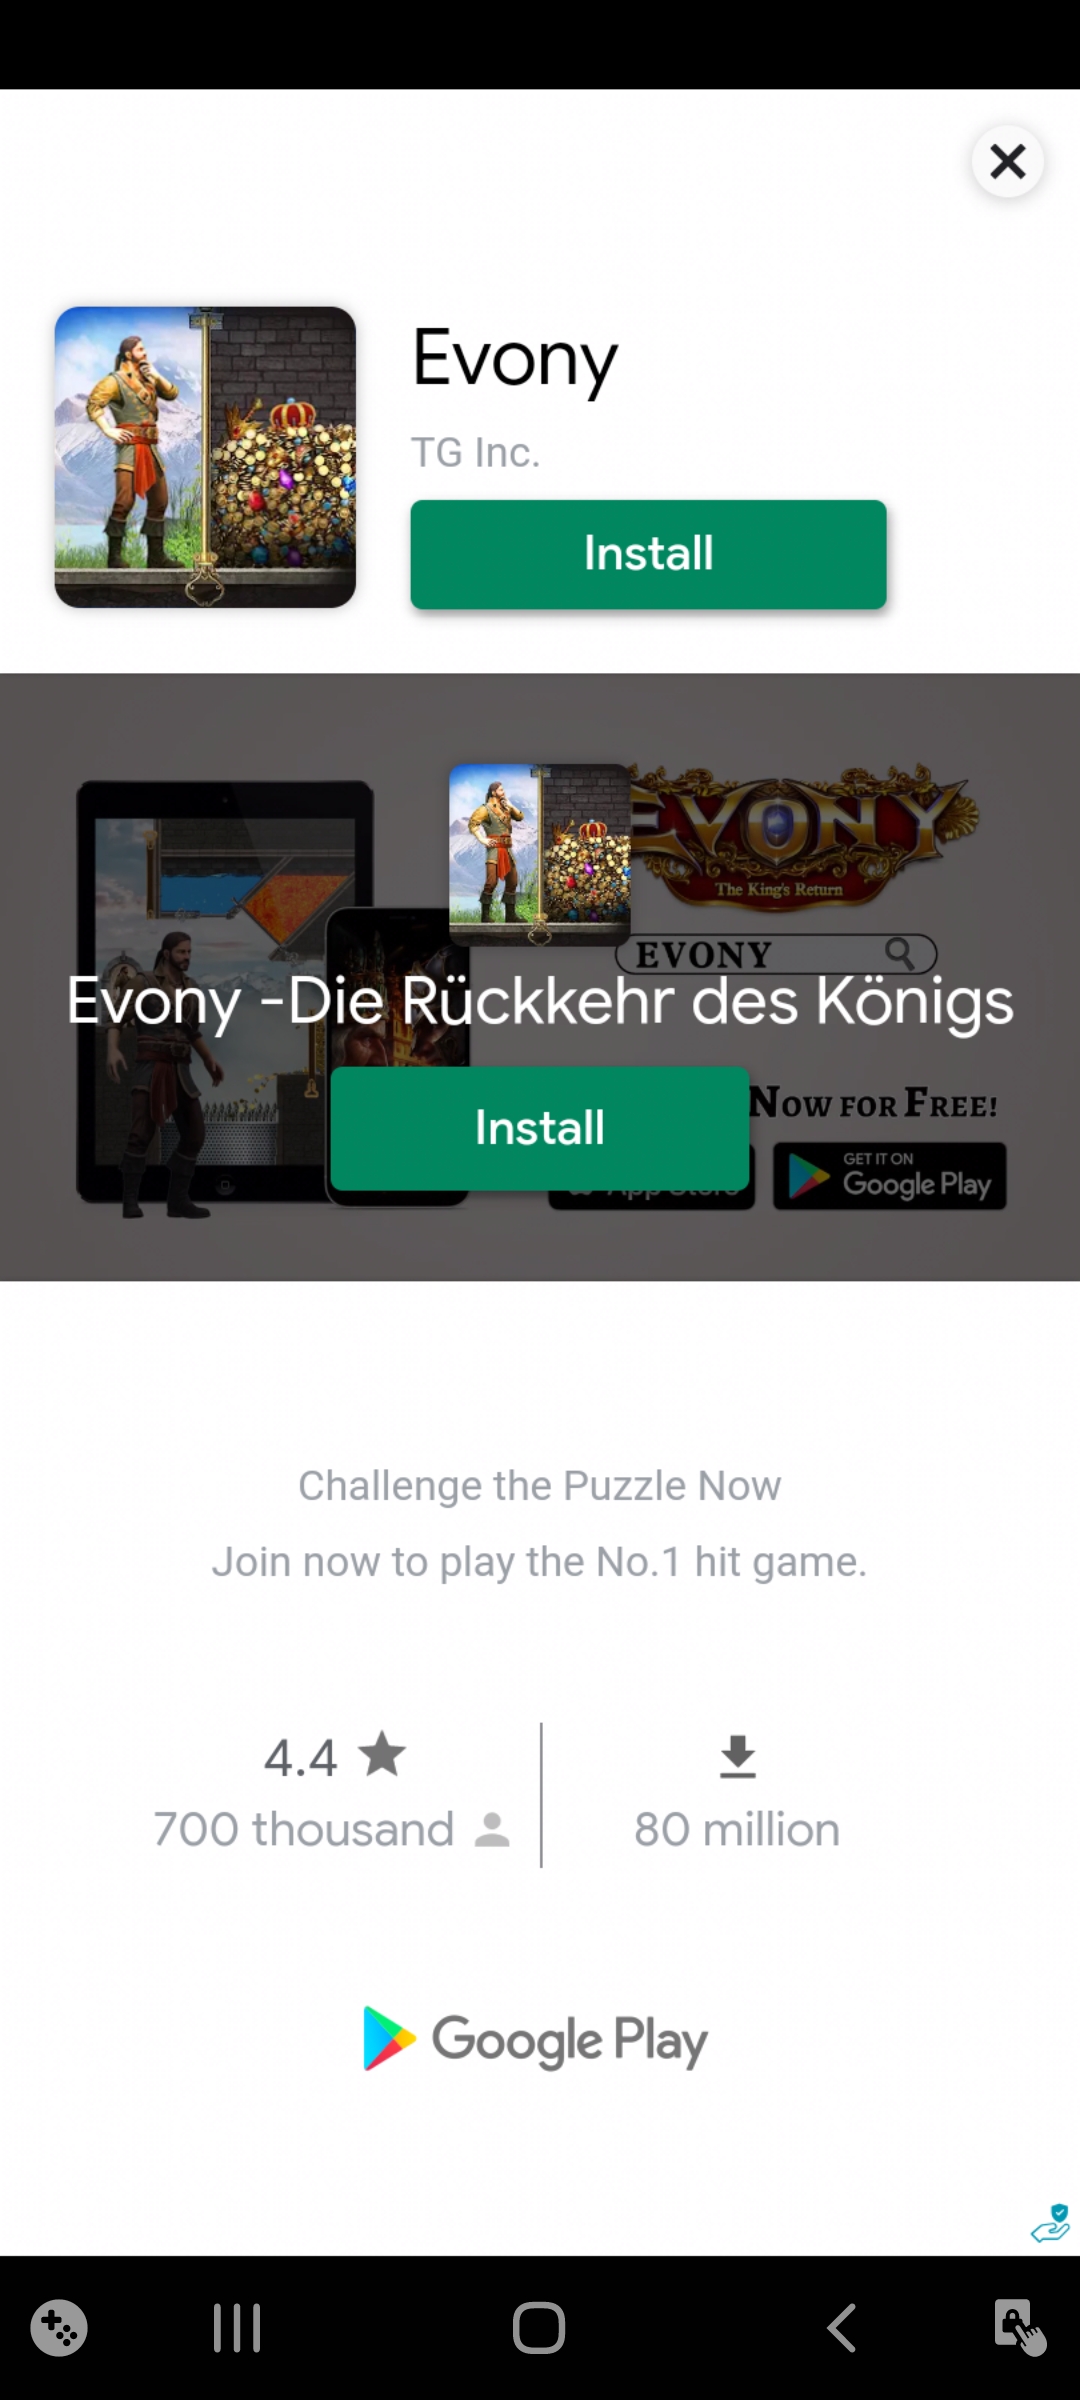 Evony
TG Inc.
Install
EVONY
The King's Return
EVONY
Evony -Die Rückkehr des Königs
NOW FOR FREE!
Install
App Store
GET IT ON
Google Play
Challenge the Puzzle Now
Join now to play the No.1 hit game.
4.4
700 thousand
80 million
Google Play